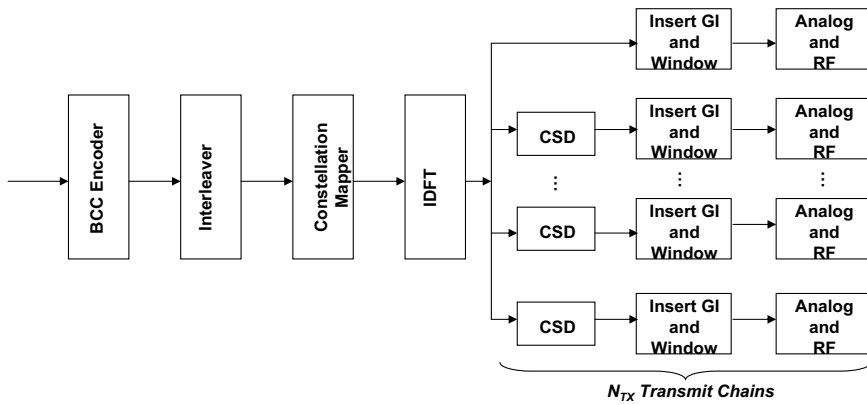 BCC Encoder
Interleaver
Constellation
Mapper
IDFT
Insert GI
and
Window
Analog
and
RF
CSD
Insert GI
and
Window
Analog
and
RF
...
...
...
CSD
Insert GI
and
Window
Analog
and
RF
CSD
Insert GI
and
Window
Analog
and
RF
N_TX Transmit Chains